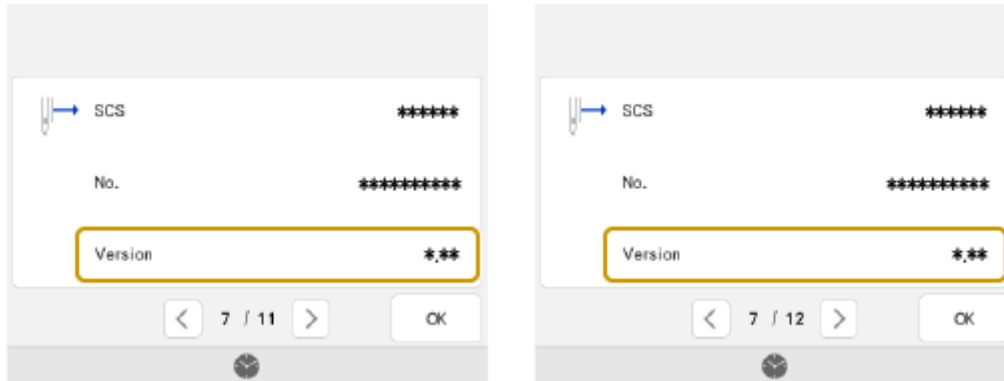 SCS ******
No. **********
Version *.**
7 / 11 OK
SCS ******
No. **********
Version *.**
7 / 12 OK